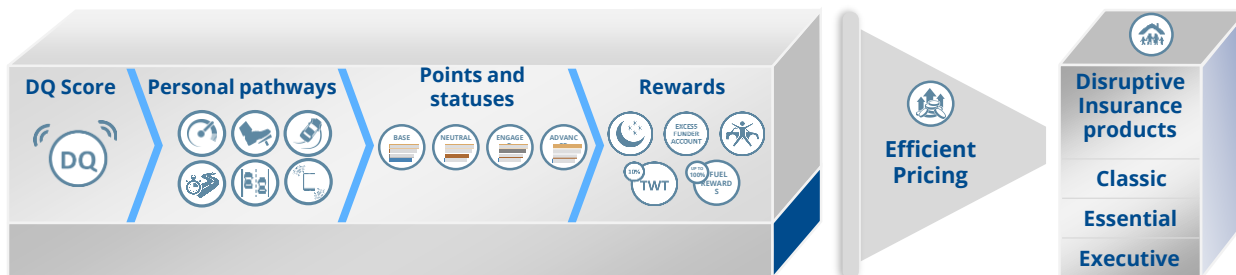 DQ Score
DQ
Personal pathways
Points and
statuses
BASE
NEUTRAL
ENGAGE
ADVANC
Rewards
EXCESS
FUNDER
ACCOUNT
10%
TWT
UP TO
100%
FUEL
REWARD
S
Efficient
Pricing
Disruptive
Insurance
products
Classic
Essential
Executive